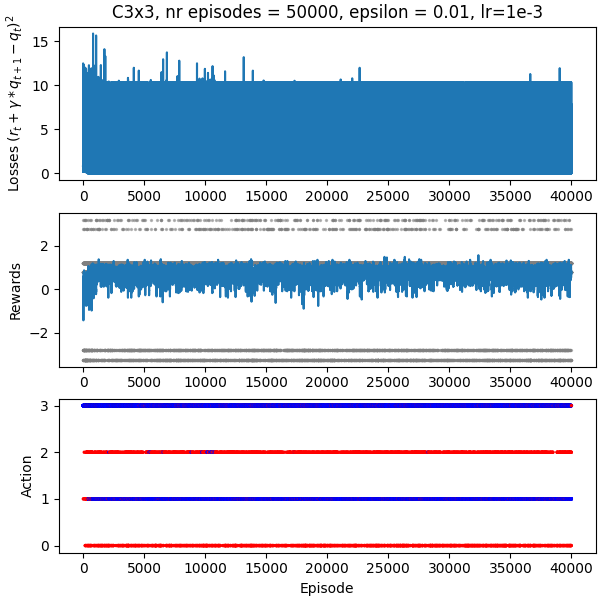 C3x3, nr episodes = 50000, epsilon = 0.01, lr=1e-3
Losses $(r_t + \gamma * q_{t+1} - q_t)^2$
15
10
5
0
0 5000 10000 15000 20000 25000 30000 35000 40000
Rewards
2
0
−2
0 5000 10000 15000 20000 25000 30000 35000 40000
Action
3
2
1
0
0 5000 10000 15000 20000 25000 30000 35000 40000
Episode